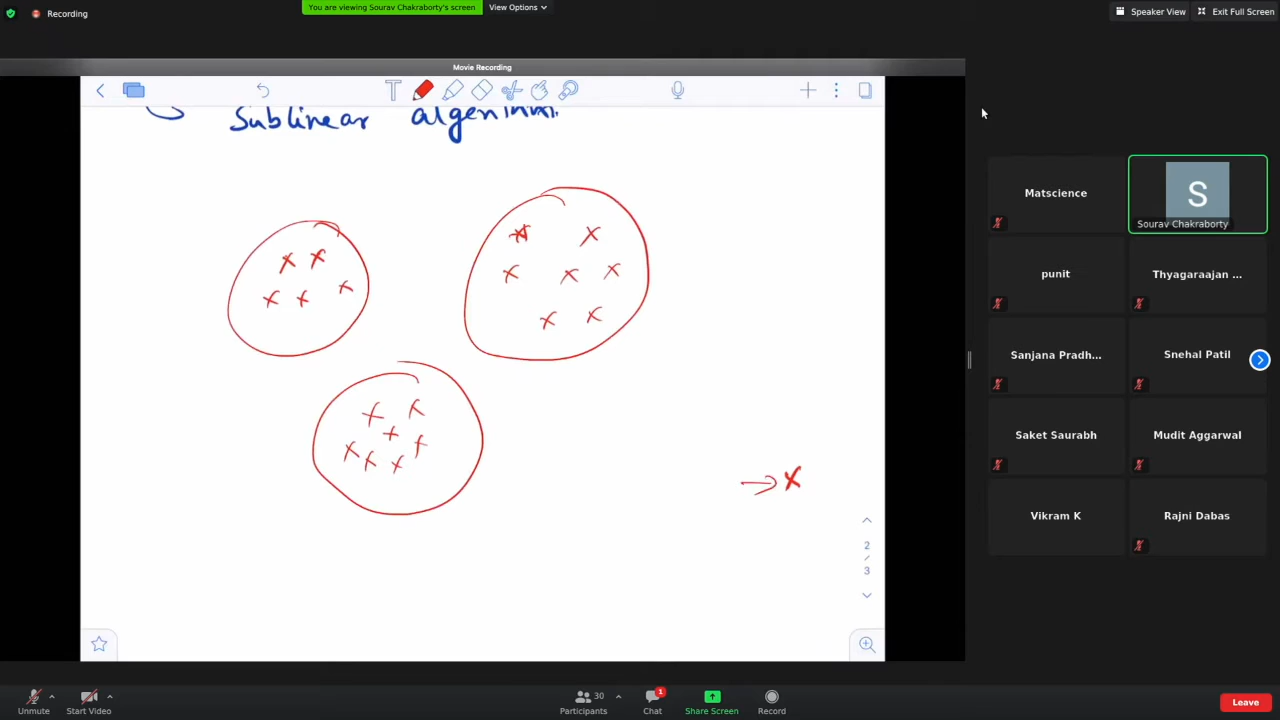 Recording
You are viewing Sourav Chakraborty's screen
View Options
Speaker View
Exit Full Screen
Movie Recording
T
Sublinear
x x
x x x
x x
x x x
x x
x x
x
x x
x x
→ x
2
/
3
Matscience
S
Sourav Chakraborty
punit
Thyagaraajan ...
Sanjana Pradh...
Snehal Patil
Saket Saurabh
Mudit Aggarwal
Vikram K
Rajni Dabas
Unmute
Start Video
30
Participants
1
Chat
Share Screen
Record
Leave